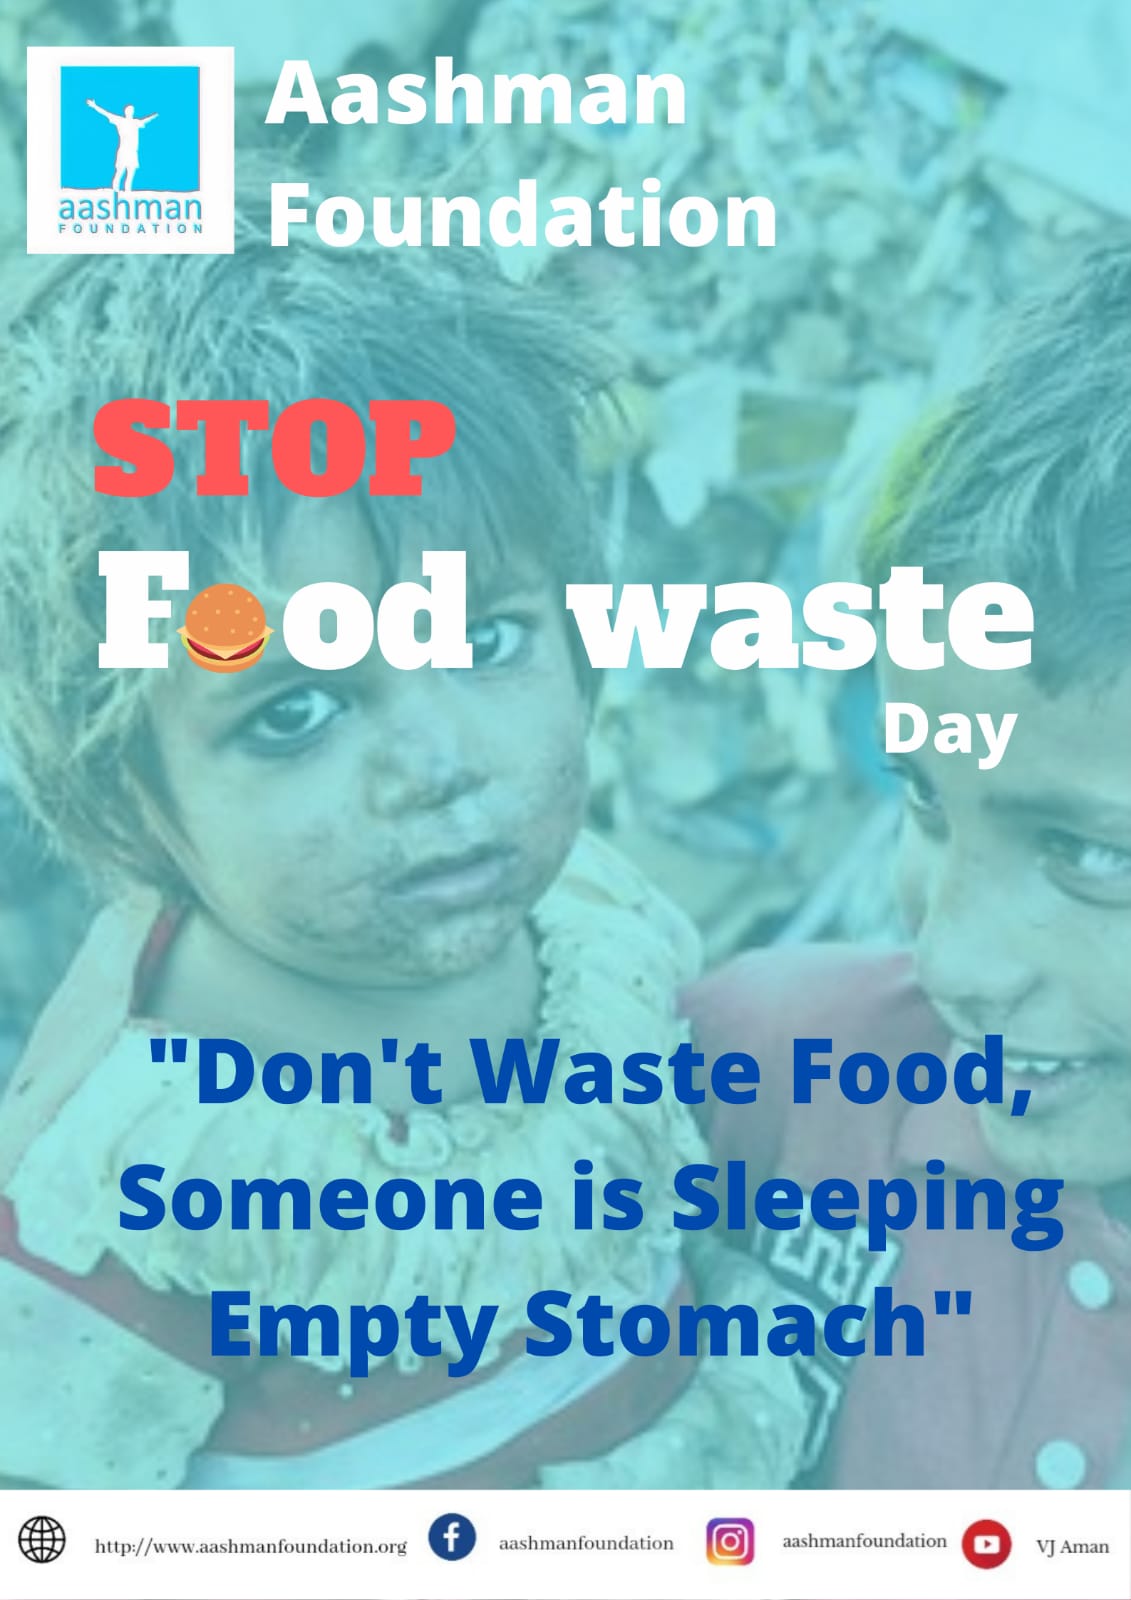 aashman
FOUNDATION
Aashman
Foundation
STOP
Food waste
Day
"Don't Waste Food,
Someone is Sleeping
Empty Stomach"
http://www.aashmanfoundation.org
aashmanfoundation
aashmanfoundation
VJ Aman